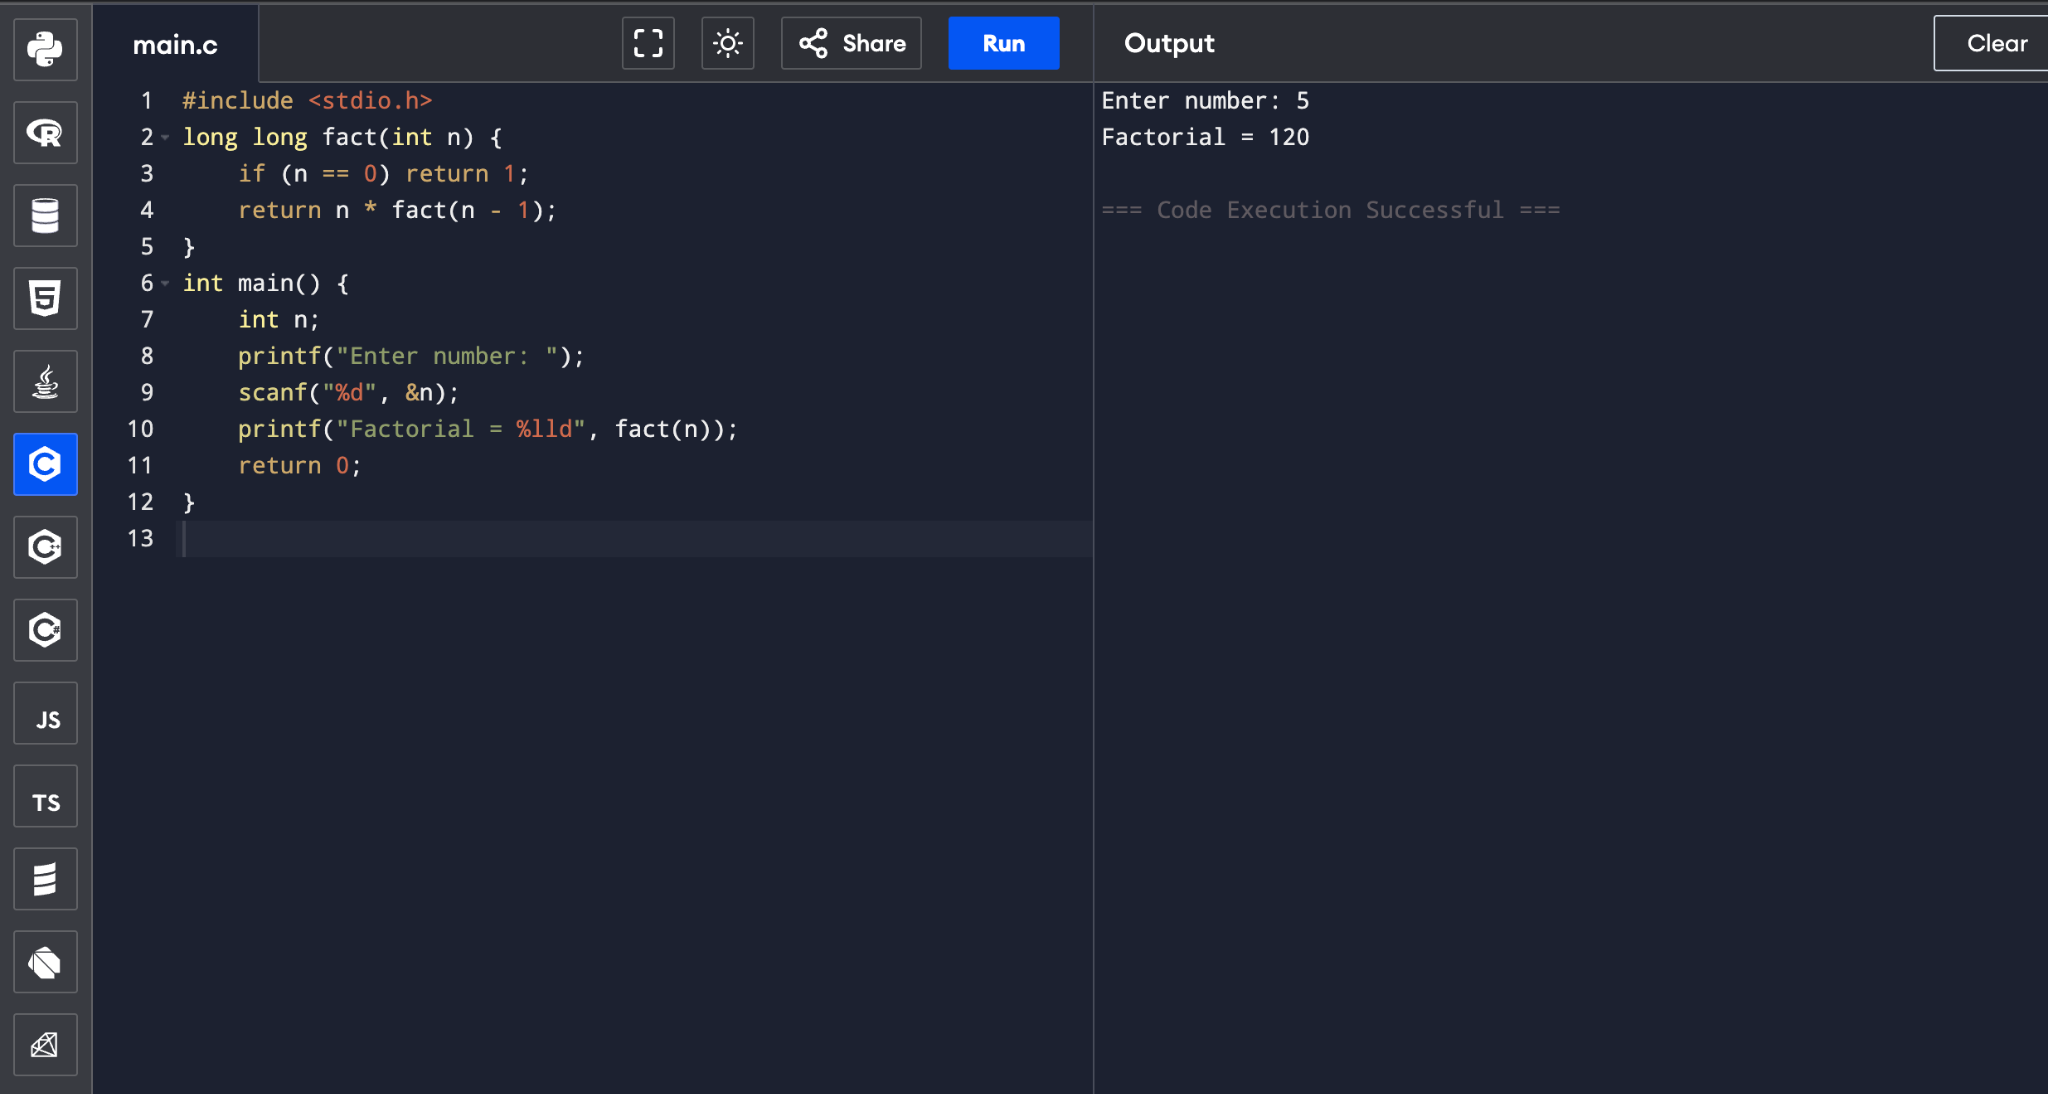 main.c Share Run Output Clear
1 #include <stdio.h>
2 long long fact(int n) {
3     if (n == 0) return 1;
4     return n * fact(n - 1);
5 }
6 int main() {
7     int n;
8     printf("Enter number: ");
9     scanf("%d", &n);
10     printf("Factorial = %lld", fact(n));
11     return 0;
12 }
13
Enter number: 5
Factorial = 120
=== Code Execution Successful ===
R
5
C
C++
C#
JS
TS